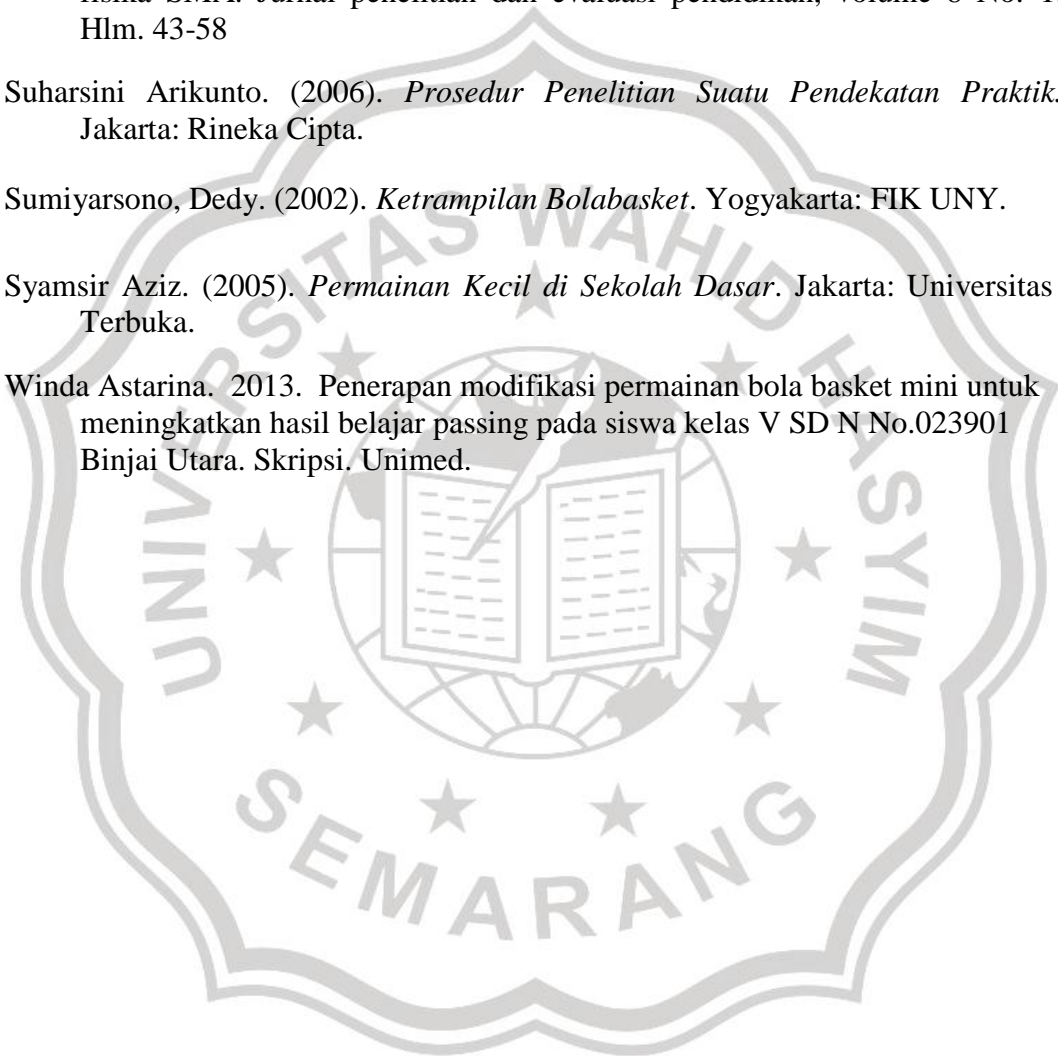 Hlm. 43-58
Suharsini Arikunto. (2006). Prosedur Penelitian Suatu Pendekatan Praktik.
Jakarta: Rineka Cipta.
Sumiyarsono, Dedy. (2002). Ketrampilan Bolabasket. Yogyakarta: FIK UNY.
Syamsir Aziz. (2005). Permainan Kecil di Sekolah Dasar. Jakarta: Universitas
Terbuka.
Winda Astarina. 2013. Penerapan modifikasi permainan bola basket mini untuk
meningkatkan hasil belajar passing pada siswa kelas V SD N No.023901
Binjai Utara. Skripsi. Unimed.
UNIVERSITAS WAHID HASYIM
SEMARANG